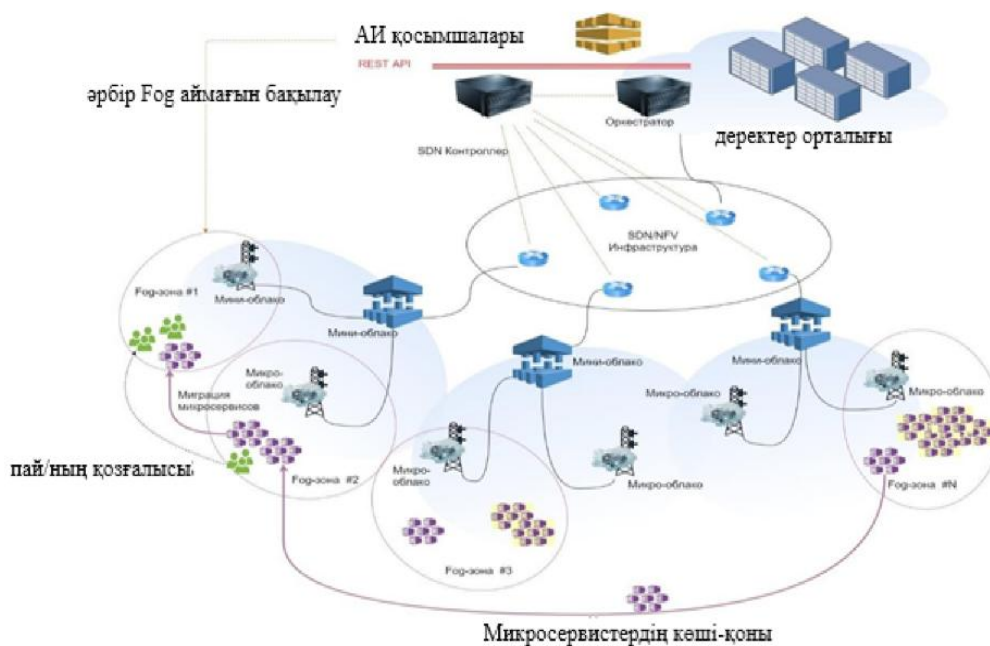 АИ қосымшалары
REST API
әрбір Fog аймағын бақылау
Оркестратор
деректер орталығы
SDN Контроллер
SDN/NFV
Инфраструктура
Fog-зона #1
Мини-облако
Мини-облако
Мини-облако
Мини-облако
Микро-
облако
Миграция
микросервисов
Микро-облако
Микро-облако
пай/ның қозғалысы
Fog-зона #2
Микро-
облако
Микро-облако
Fog-зона #N
Fog-зона #3
Микросервистердің көші-қоны